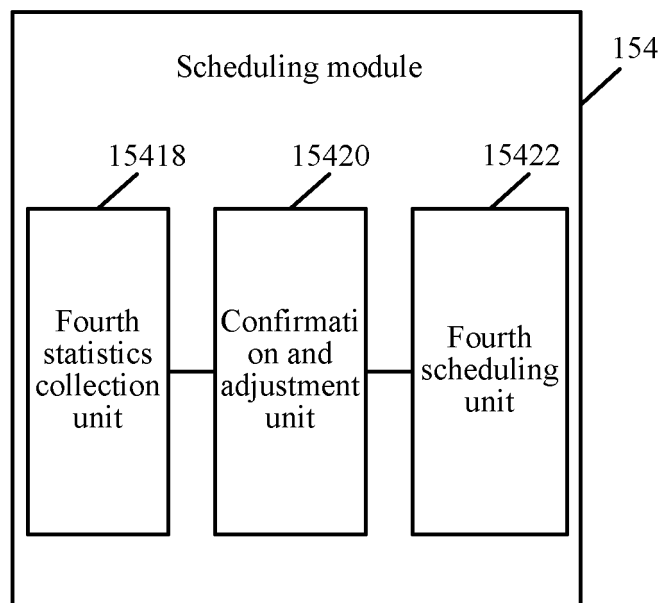 154
Scheduling module
15418
15420
15422
Fourth
statistics
collection
unit
Confirmati
on and
adjustment
unit
Fourth
scheduling
unit